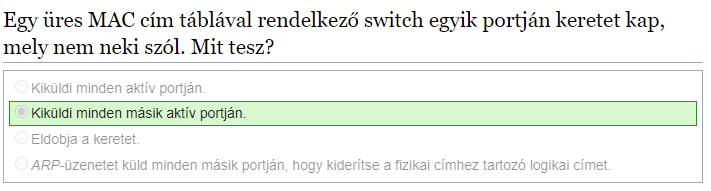 Egy üres MAC cím táblával rendelkező switch egyik portján keretet kap,
mely nem neki szól. Mit tesz?
Kiküldi minden aktív portján.
Kiküldi minden másik aktív portján.
Eldobja a keretet.
ARP-üzenetet küld minden másik portján, hogy kiderítse a fizikai címhez tartozó logikai címet.